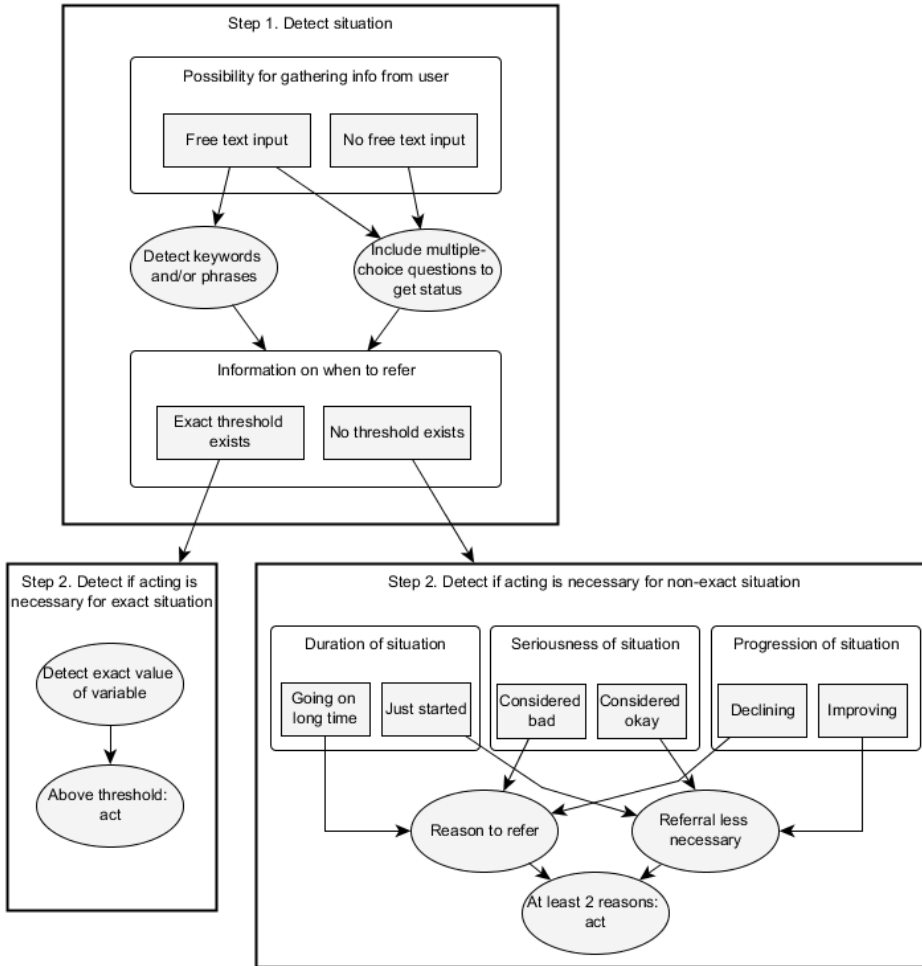 Step 1. Detect situation
Possibility for gathering info from user
Free text input
No free text input
Detect keywords
and/or phrases
Include multiple-
choice questions to
get status
Information on when to refer
Exact threshold
exists
No threshold exists
Step 2. Detect if acting is
necessary for exact situation
Detect exact value
of variable
Above threshold:
act
Step 2. Detect if acting is necessary for non-exact situation
Duration of situation
Going on
long time
Just started
Seriousness of situation
Considered
bad
Considered
okay
Progression of situation
Declining
Improving
Reason to refer
Referral less
necessary
At least 2 reasons:
act